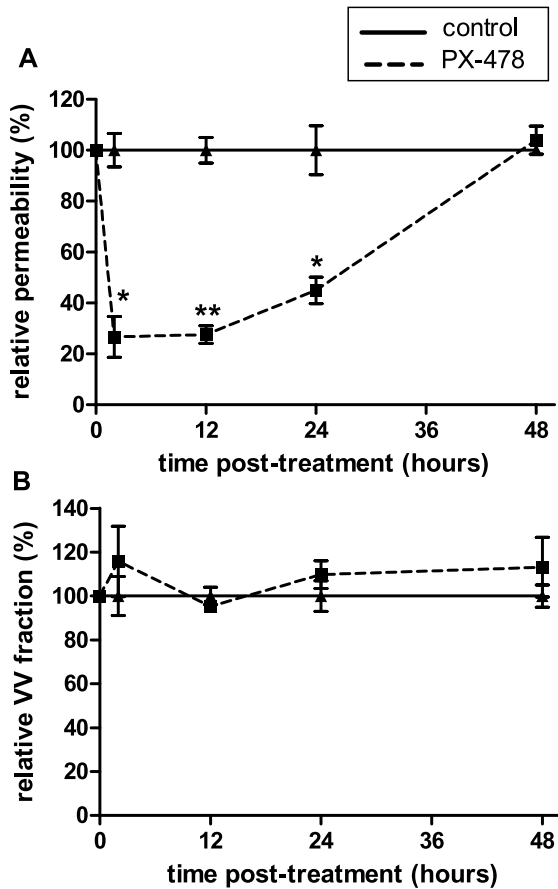 control
PX-478
A
relative permeability (%)
120
100
80
60
40
20
0
*
**
*
0 12 24 36 48
time post-treatment (hours)
B
relative VV fraction (%)
140
120
100
80
60
40
20
0
0 12 24 36 48
time post-treatment (hours)